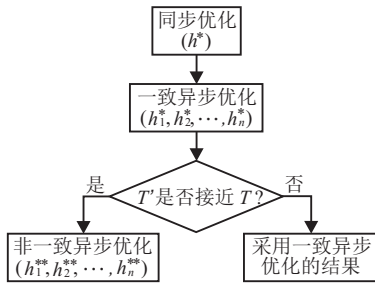 同步优化
(h*)
一致异步优化
(h₁*,h₂*,⋯,hₙ*)
T'是否接近 T?
是
否
非一致异步优化
(h₁**,h₂**,⋯,hₙ**)
采用一致异步
优化的结果